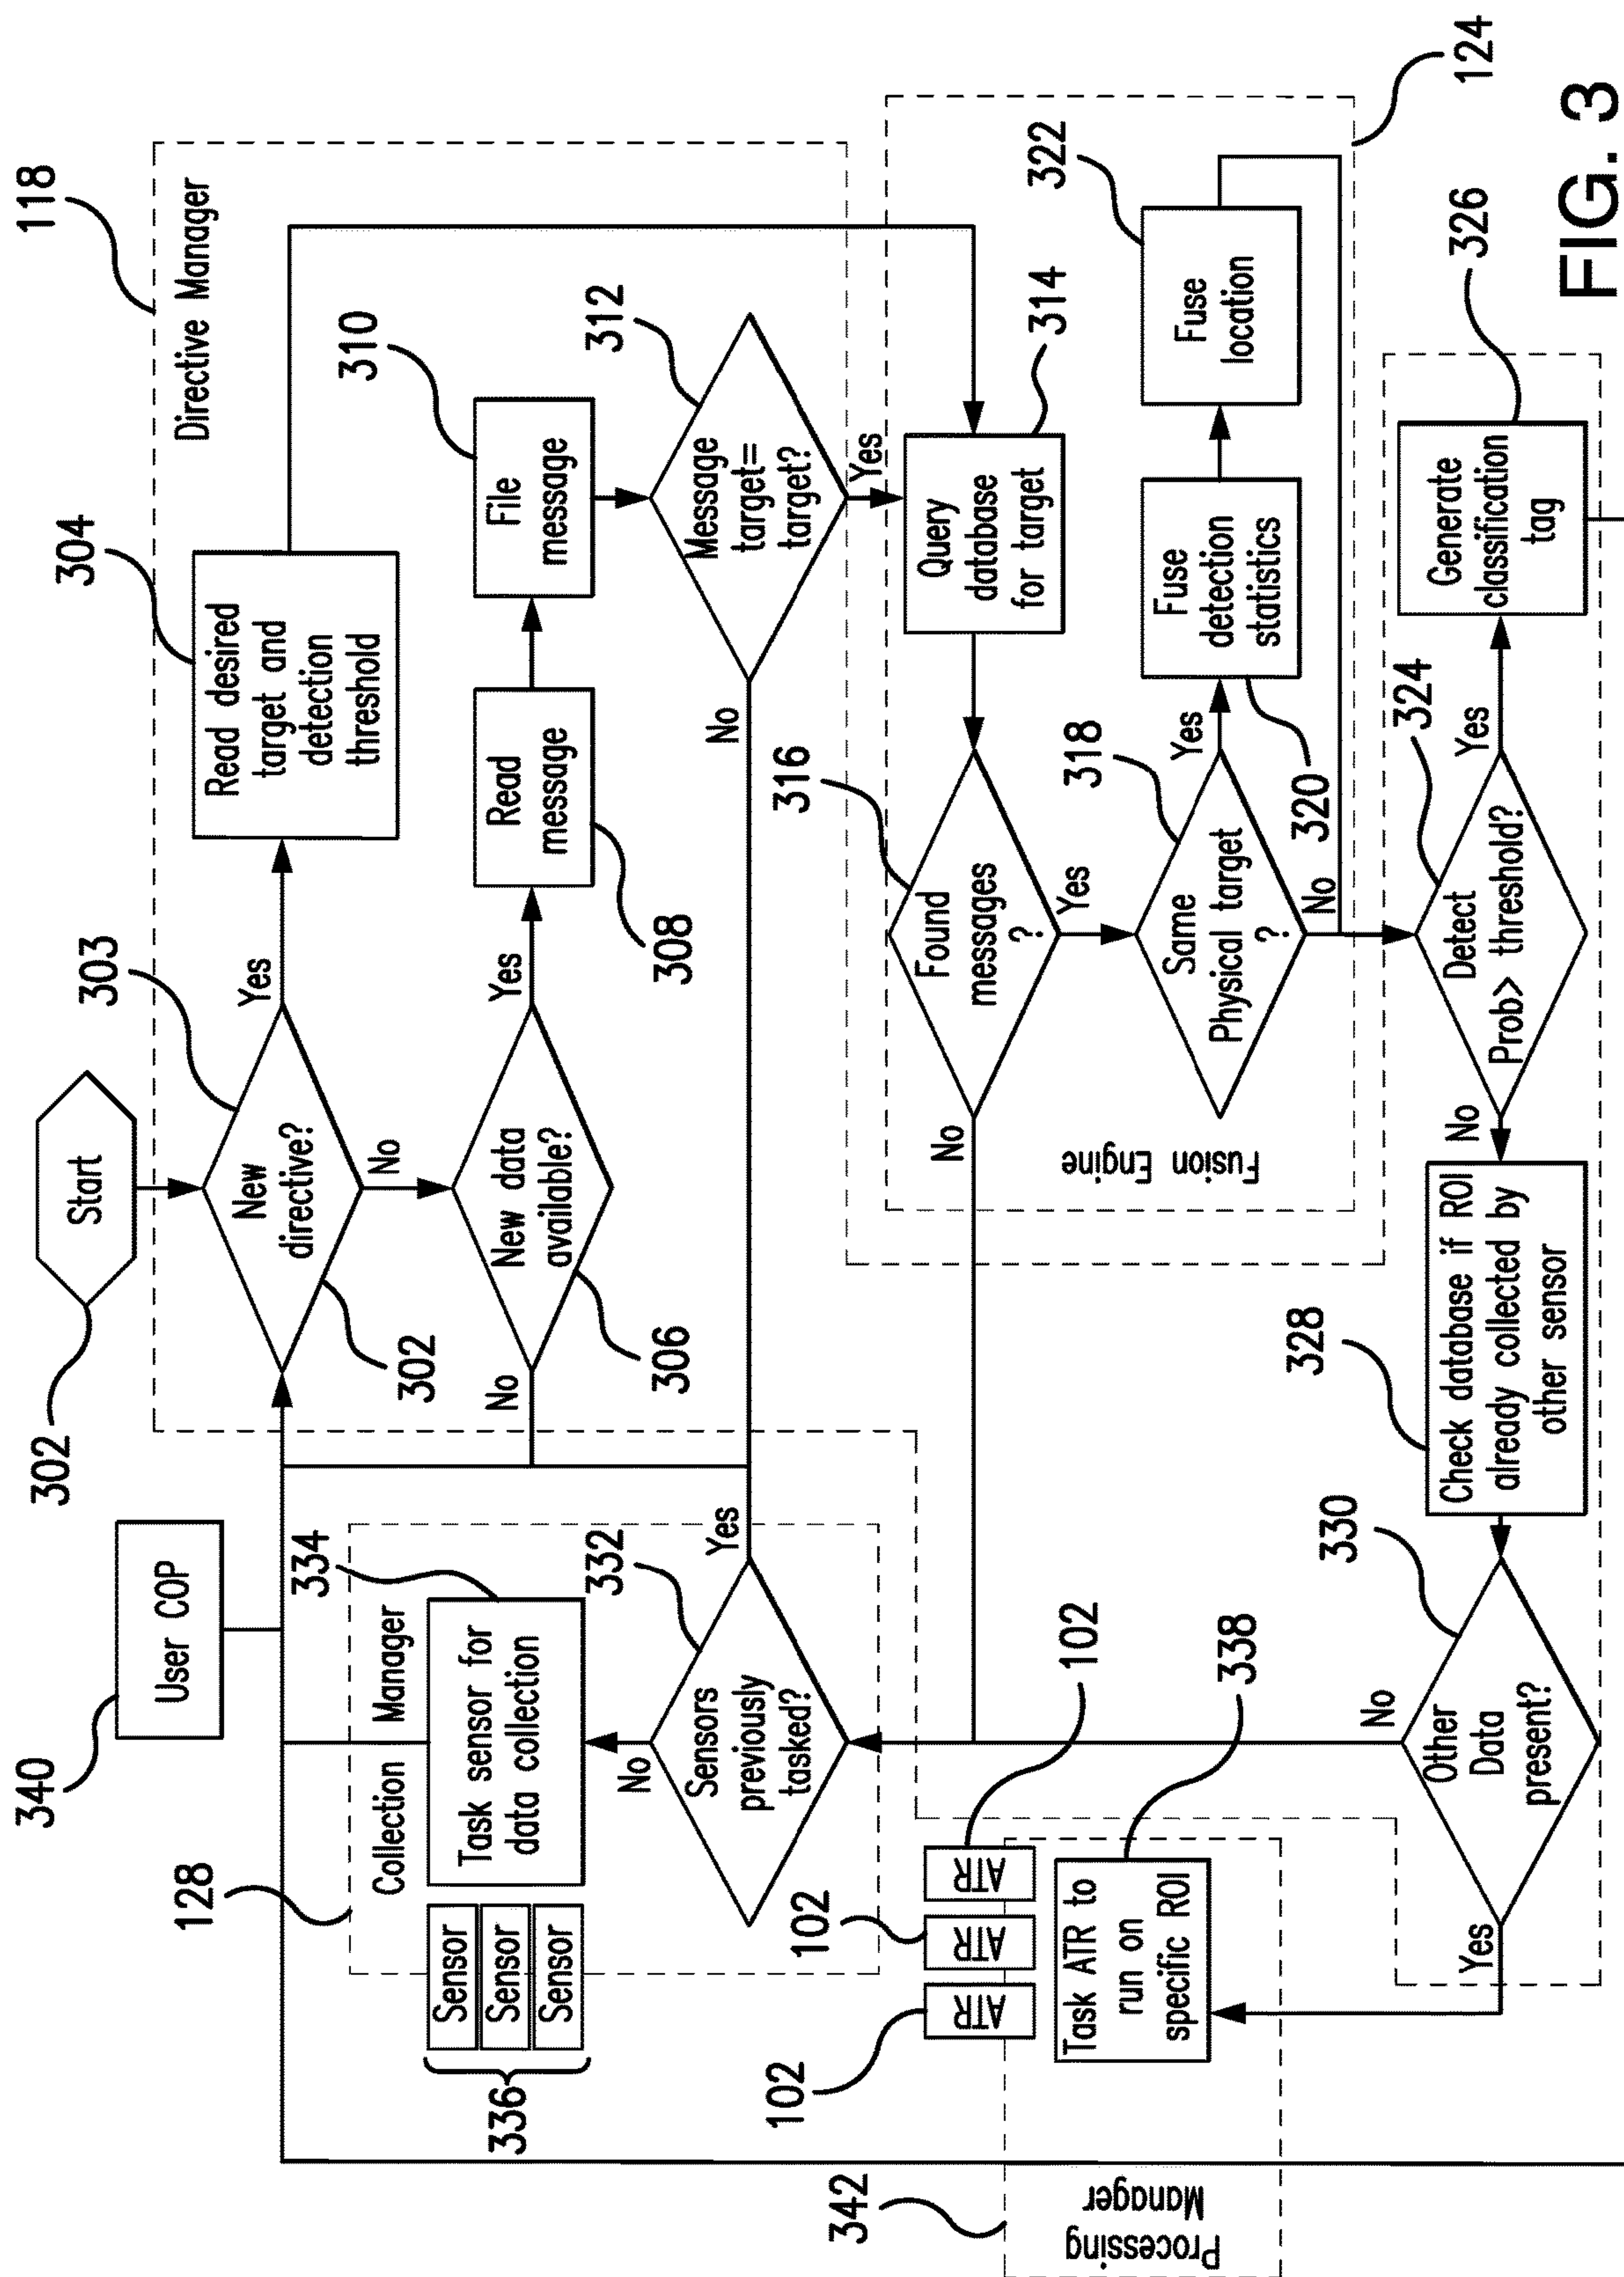 302
Start
118
Directive Manager
303
New
directive?
302
Yes
No
304
Read desired
target and
detection
threshold
340
User COP
306
New data
available?
Yes
No
308
Read
message
310
File
message
312
Message
target=
target?
Yes
No
128
Collection Manager
334
Task sensor for
data collection
336
Sensor
Sensor
Sensor
332
Sensors
previously
tasked?
Yes
No
124
Fusion Engine
314
Query
database
for target
316
Found
messages
?
Yes
No
318
Same
Physical target
?
Yes
No
320
Fuse
detection
statistics
322
Fuse
location
324
Detect
Prob> threshold?
Yes
No
326
Generate
classification
tag
328
Check database if ROI
already collected by
other sensor
330
Other
Data
present?
No
Yes
342
Processing
Manager
102
ATR
102
ATR
102
ATR
338
Task ATR to
run on
specific ROI
FIG. 3